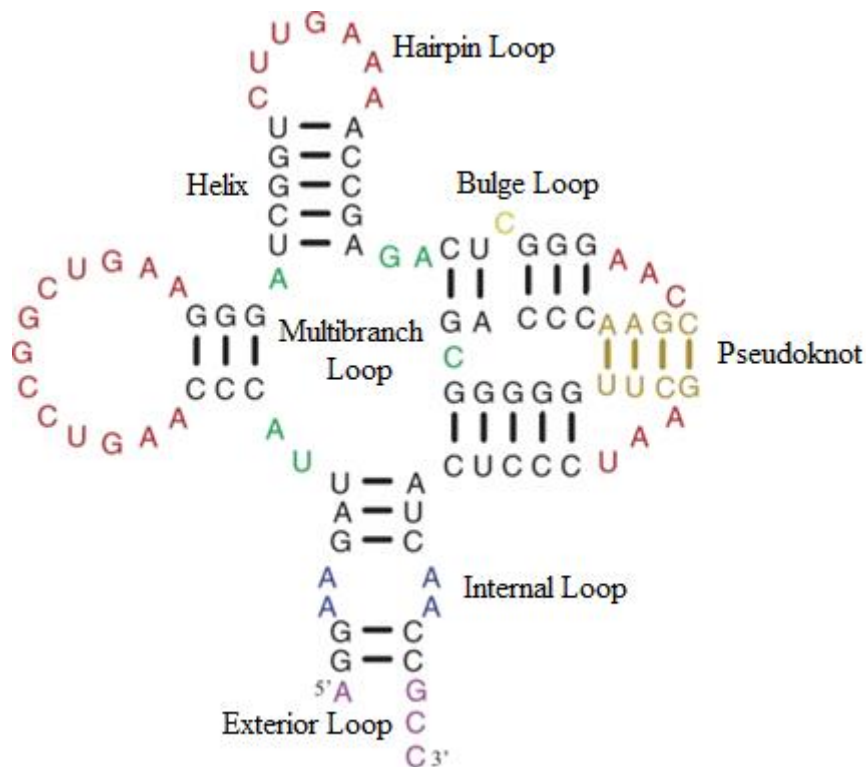 U U G A
U A
C A
Hairpin Loop
U A
G C
Helix
G C
C G
U A
A
Bulge Loop
C
G A C U G G G A A C
C U G A A
G
G
C
C U G A A
G G G
C C C
A U
Multibranch
Loop
G A C C C A A G C
C
Pseudoknot
G G G G G U U C G
A
A
C U C C C U
U A
A U
G C
A A
Internal Loop
A A
G C
G C
5' A G
Exterior Loop
C
C 3'